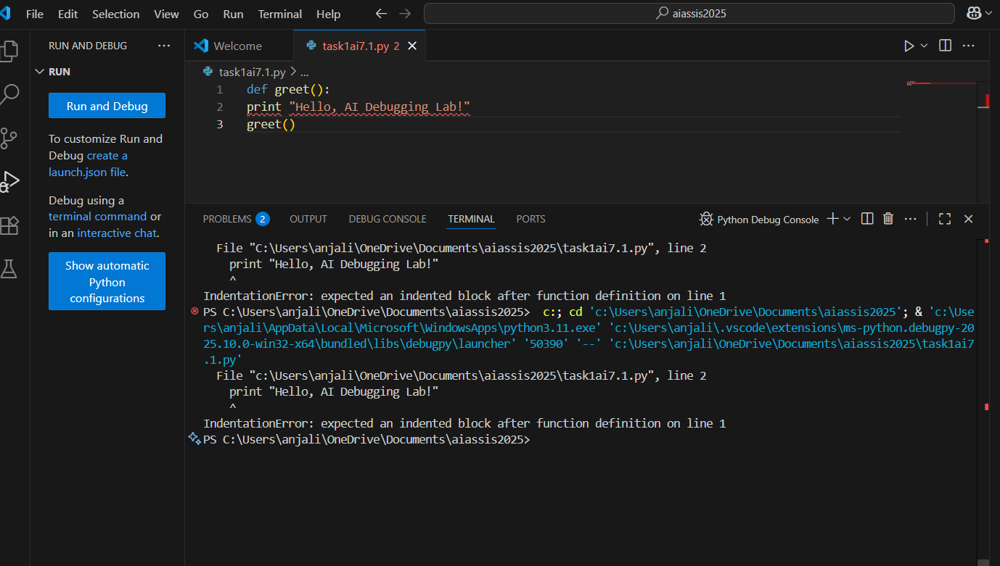 File Edit Selection View Go Run Terminal Help
aiassis2025
RUN AND DEBUG
RUN
Run and Debug
To customize Run and
Debug create a
launch.json file.
Debug using a
terminal command or
in an interactive chat.
Show automatic
Python
configurations
Welcome
task1ai7.1.py 2
task1ai7.1.py > ...
1 def greet():
2 print "Hello, AI Debugging Lab!"
3 greet()
PROBLEMS 2 OUTPUT DEBUG CONSOLE TERMINAL PORTS
Python Debug Console
File "C:\Users\anjali\OneDrive\Documents\aiassis2025\task1ai7.1.py", line 2
print "Hello, AI Debugging Lab!"
^
IndentationError: expected an indented block after function definition on line 1
PS C:\Users\anjali\OneDrive\Documents\aiassis2025>  c:; cd 'c:\Users\anjali\OneDrive\Documents\aiassis2025'; & 'c:\Use
rs\anjali\AppData\Local\Microsoft\WindowsApps\python3.11.exe' 'c:\Users\anjali\.vscode\extensions\ms-python.debugpy-20
25.10.0-win32-x64\bundled\libs\debugpy\launcher' '50390' '--' 'c:\Users\anjali\OneDrive\Documents\aiassis2025\task1ai7
.1.py'
File "c:\Users\anjali\OneDrive\Documents\aiassis2025\task1ai7.1.py", line 2
print "Hello, AI Debugging Lab!"
^
IndentationError: expected an indented block after function definition on line 1
PS C:\Users\anjali\OneDrive\Documents\aiassis2025>